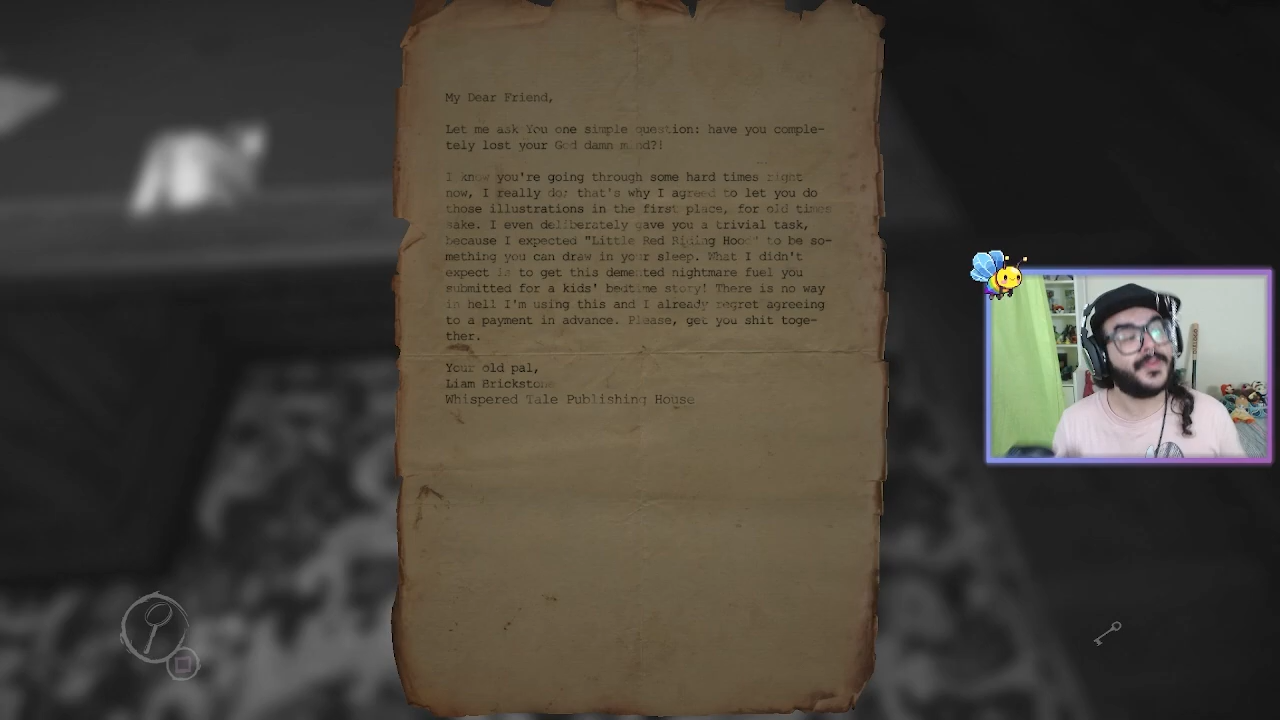 My Dear Friend,
Let me ask You one simple question: have you comple-
tely lost your God damn mind?!
I know you're going through some hard times right
now, I really do; that's why I agreed to let you do
those illustrations in the first place, for old times
sake. I even deliberately gave you a trivial task,
because I expected "Little Red Riding Hood" to be so-
mething you can draw in your sleep. What I didn't
expect is to get this demented nightmare fuel you
submitted for a kids' bedtime story! There is no way
in hell I'm using this and I already regret agreeing
to a payment in advance. Please, get you shit toge-
ther.
Your old pal,
Liam Brickstone
Whispered Tale Publishing House